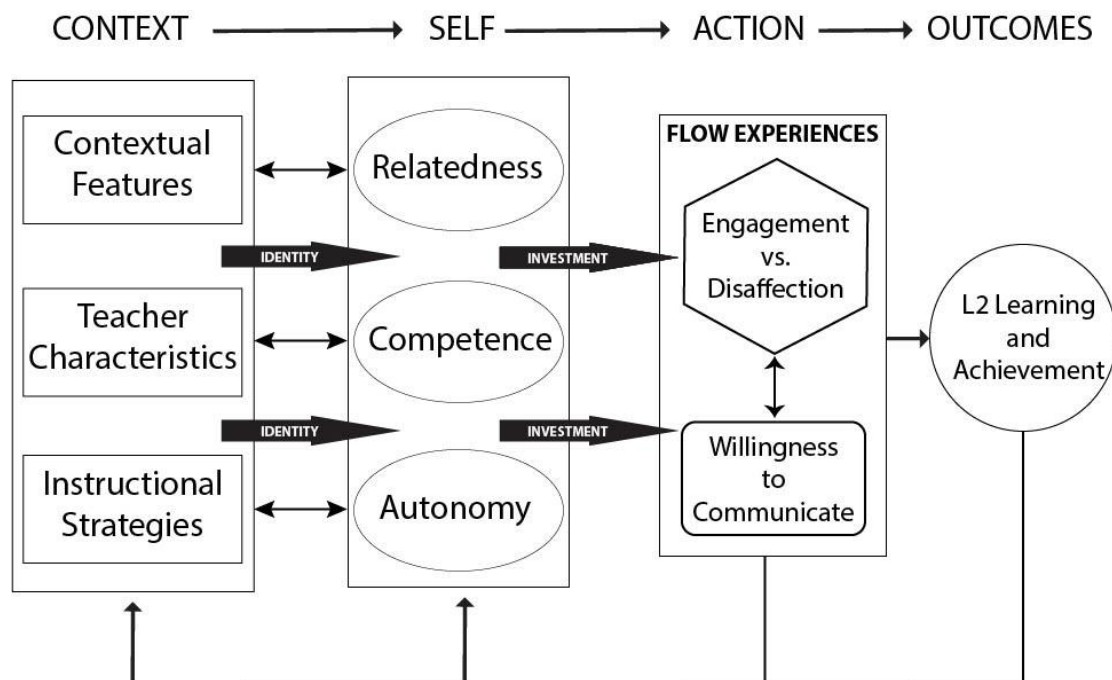 CONTEXT SELF ACTION OUTCOMES
Contextual
Features
Teacher
Characteristics
Instructional
Strategies
IDENTITY
IDENTITY
Relatedness
Competence
Autonomy
INVESTMENT
INVESTMENT
FLOW EXPERIENCES
Engagement
vs.
Disaffection
Willingness
to
Communicate
L2 Learning
and
Achievement